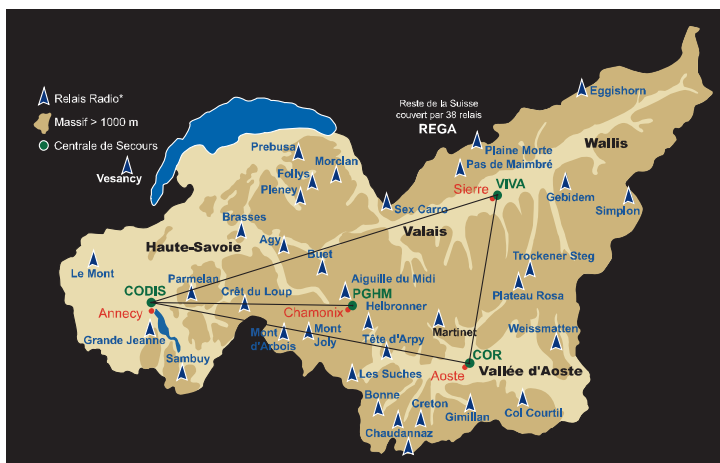 Relais Radio*
Massif > 1000 m
Centrale de Secours
Reste de la Suisse
couvert par 38 relais
REGA
Eggishorn
Wallis
Plaine Morte
Pas de Maimbré
Prebusa
Morclan
Follys
Pleney
Vesancy
Sierre
VIVA
Gebidem
Simplon
Sex Carro
Brasses
Haute-Savoie
Agy
Valais
Buet
Trockener Steg
Le Mont
Parmelan
Aiguille du Midi
Plateau Rosa
CODIS
Crêt du Loup
PGHM
Helbronner
Annecy
Chamonix
Grande Jeanne
Mont
d'Arbois
Mont
Joly
Martinet
Weissmatten
Tête d'Arpy
COR
Sambuy
Les Suches
Aoste
Vallée d'Aoste
Bonne
Creton
Gimillan
Col Courtil
Chaudannaz